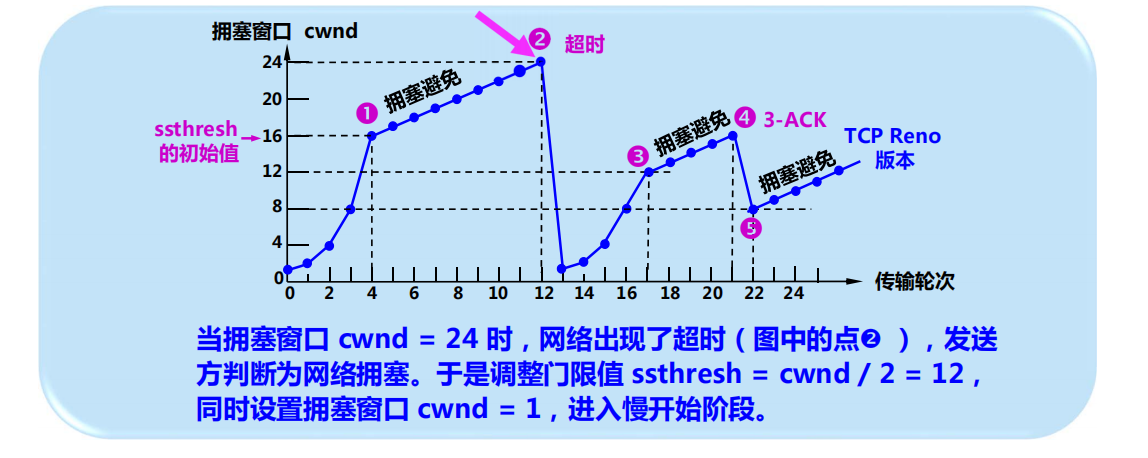 拥塞窗口 cwnd
❷ 超时
24
20
ssthresh
的初始值
16
12
8
4
0
❶ 拥塞避免
❸ 拥塞避免
❹ 3-ACK
拥塞避免
TCP Reno
版本
❺
0 2 4 6 8 10 12 14 16 18 20 22 24
传输轮次
当拥塞窗口 cwnd = 24 时，网络出现了超时（图中的点❷ ），发送
方判断为网络拥塞。于是调整门限值 ssthresh = cwnd / 2 = 12，
同时设置拥塞窗口 cwnd = 1，进入慢开始阶段。